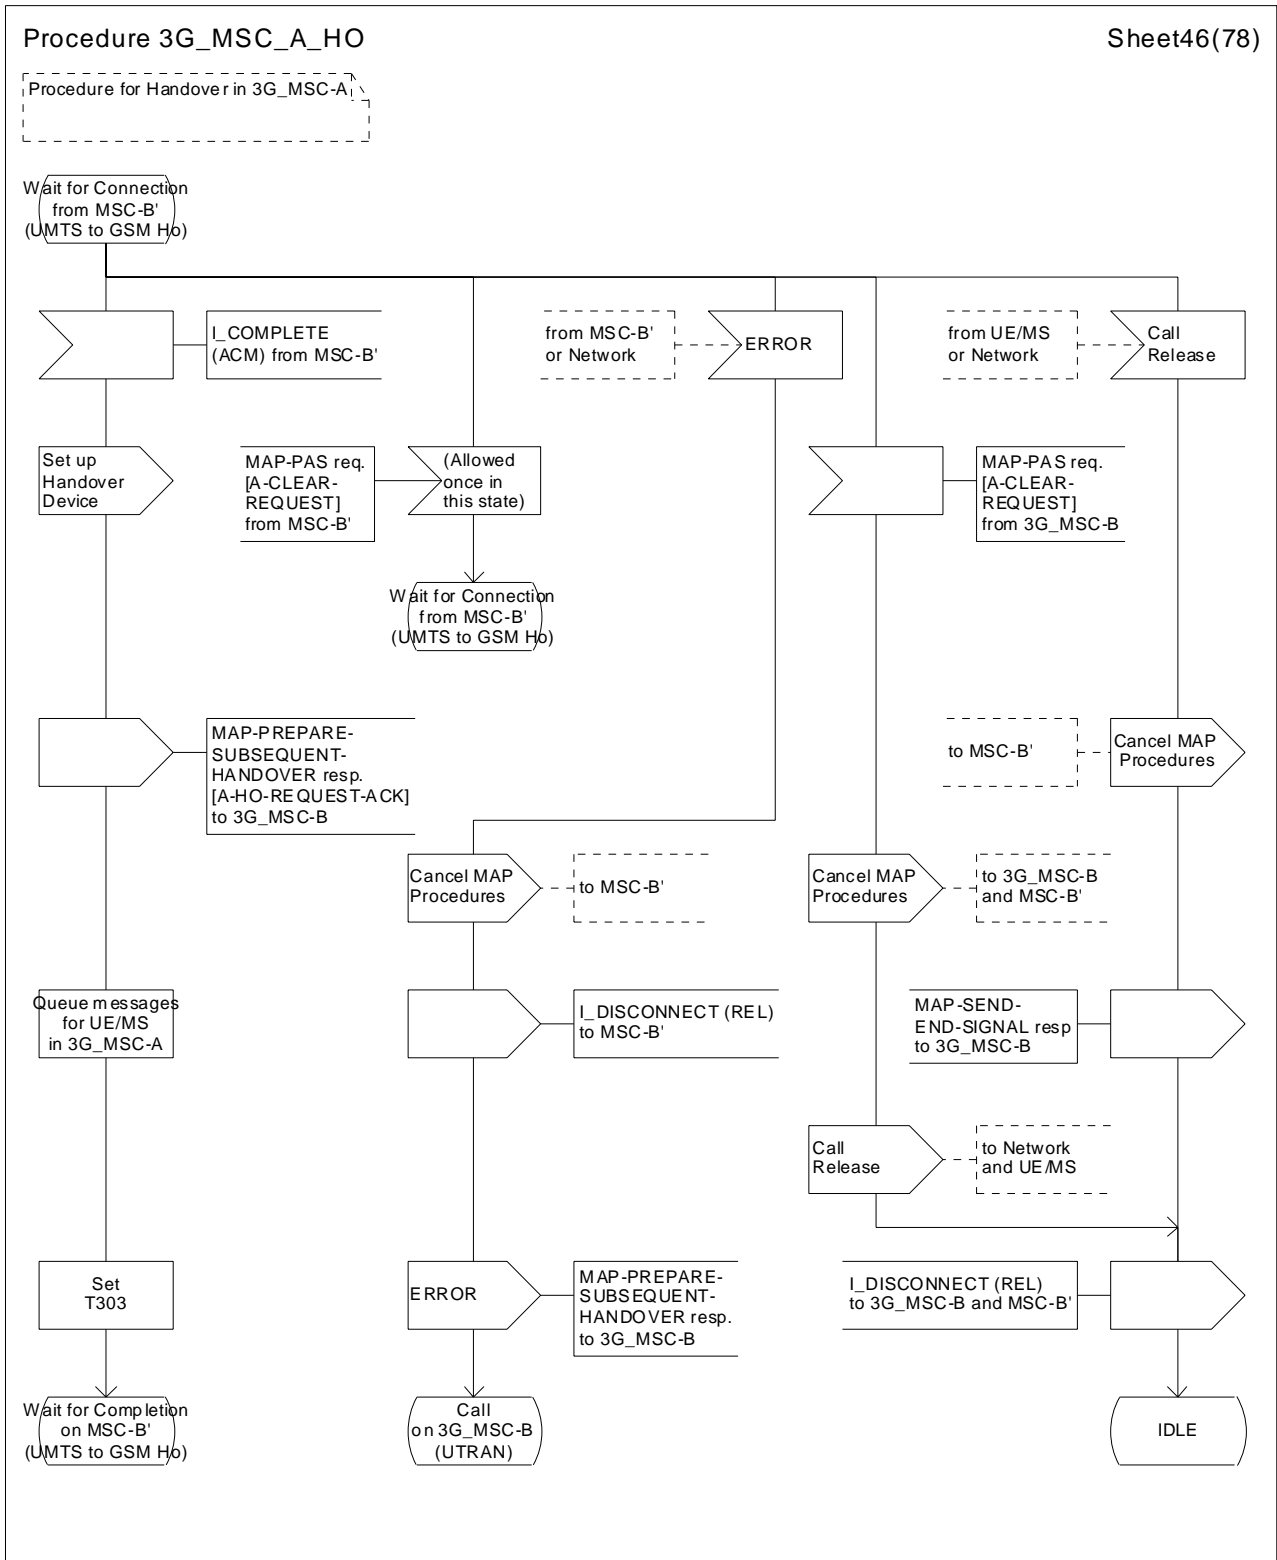 Procedure 3G_MSC_A_HO
Sheet46(78)
Procedure for Handover in 3G_MSC-A
Wait for Connection
from MSC-B'
(UMTS to GSM Ho)
I_COMPLETE
(ACM) from MSC-B'
from MSC-B'
or Network
ERROR
from UE/MS
or Network
Call
Release
Set up
Handover
Device
MAP-PAS req.
[A-CLEAR-
REQUEST]
from MSC-B'
(Allowed
once in
this state)
MAP-PAS req.
[A-CLEAR-
REQUEST]
from 3G_MSC-B
Wait for Connection
from MSC-B'
(UMTS to GSM Ho)
MAP-PREPARE-
SUBSEQUENT-
HANDOVER resp.
[A-HO-REQUEST-ACK]
to 3G_MSC-B
to MSC-B'
Cancel MAP
Procedures
Cancel MAP
Procedures
to MSC-B'
Cancel MAP
Procedures
to 3G_MSC-B
and MSC-B'
Queue messages
for UE/MS
in 3G_MSC-A
I_DISCONNECT (REL)
to MSC-B'
MAP-SEND-
END-SIGNAL resp
to 3G_MSC-B
Call
Release
to Network
and UE/MS
Set
T303
ERROR
MAP-PREPARE-
SUBSEQUENT-
HANDOVER resp.
to 3G_MSC-B
I_DISCONNECT (REL)
to 3G_MSC-B and MSC-B'
Wait for Completion
on MSC-B'
(UMTS to GSM Ho)
Call
on 3G_MSC-B
(UTRAN)
IDLE